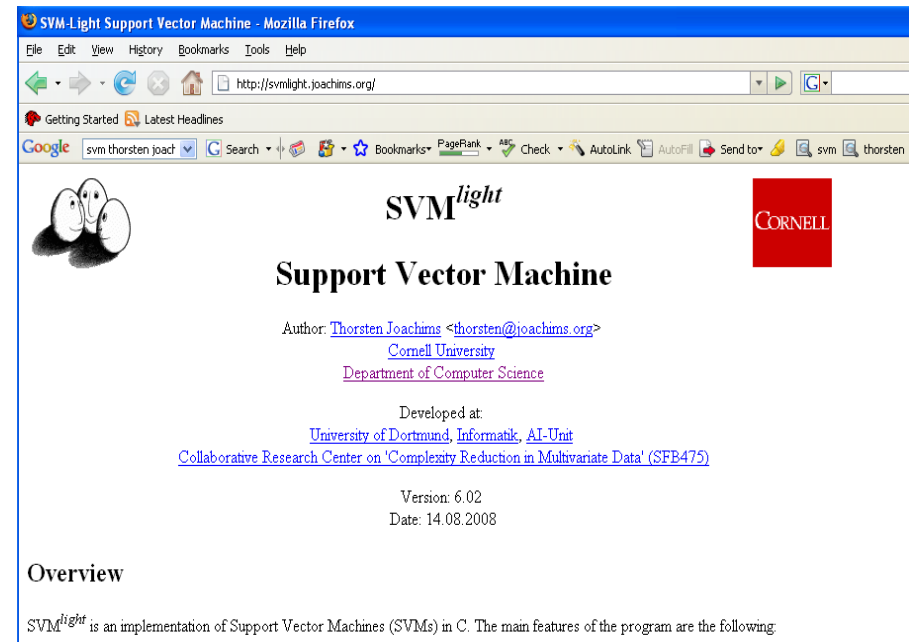 SVM-Light Support Vector Machine - Mozilla Firefox
File Edit View History Bookmarks Tools Help
http://svmlight.joachims.org/
G
Getting Started Latest Headlines
Google svm thorsten joach G Search Bookmarks PageRank ABC Check AutoLink AutoFill Send to svm thorsten
SVMlight
CORNELL
Support Vector Machine
Author: Thorsten Joachims <thorsten@joachims.org>
Cornell University
Department of Computer Science
Developed at:
University of Dortmund, Informatik, AI-Unit
Collaborative Research Center on 'Complexity Reduction in Multivariate Data' (SFB475)
Version: 6.02
Date: 14.08.2008
Overview
SVMlight is an implementation of Support Vector Machines (SVMs) in C. The main features of the program are the following: